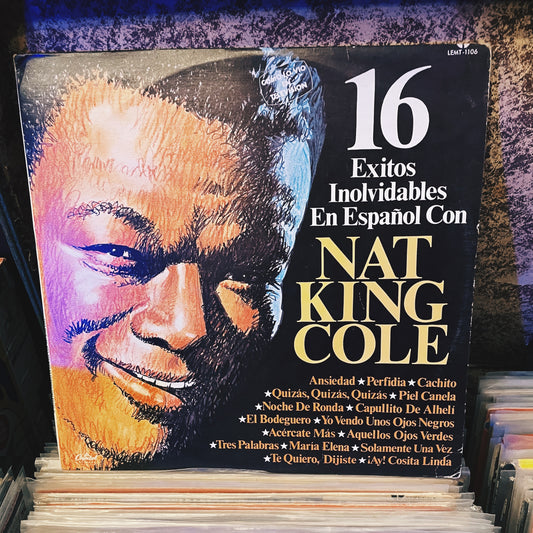 LEMT-1106
16
Exitos
Inolvidables
En Español Con
NAT
KING
COLE
Ansiedad ★ Perfidia ★ Cachito
★ Quizás, Quizás, Quizás ★ Piel Canela
★ Noche De Ronda ★ Capullito De Alhelí
★ El Bodeguero ★ Yo Vendo Unos Ojos Negros
★ Acércate Más ★ Aquellos Ojos Verdes
★ Tres Palabras ★ María Elena ★ Solamente Una Vez
★ Te Quiero, Dijiste ★ ¡Ay! Cosita Linda
Capitol